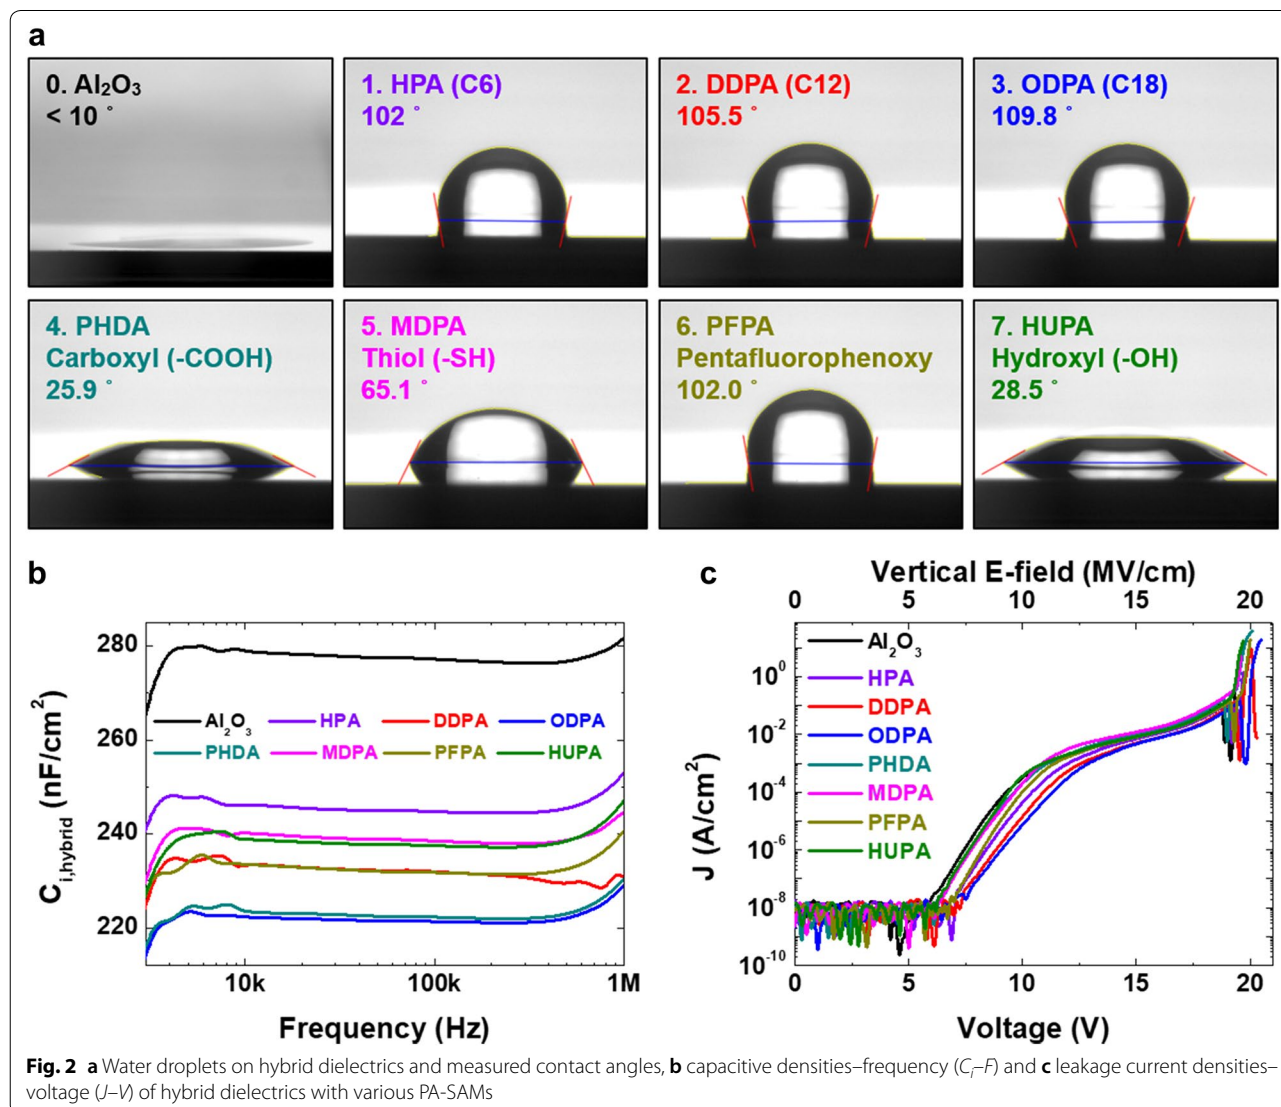 a
0. Al₂O₃
< 10 °
1. HPA (C6)
102 °
2. DDPA (C12)
105.5 °
3. ODPA (C18)
109.8 °
4. PHDA
Carboxyl (-COOH)
25.9 °
5. MDPA
Thiol (-SH)
65.1 °
6. PFPA
Pentafluorophenoxy
102.0 °
7. HUPA
Hydroxyl (-OH)
28.5 °
b
280
260
240
220
C i,hybrid (nF/cm²)
Al₂O₃ HPA DDPA ODPA
PHDA MDPA PFPA HUPA
10k 100k 1M
Frequency (Hz)
c
Vertical E-field (MV/cm)
0 5 10 15 20
Al₂O₃
HPA
DDPA
ODPA
PHDA
MDPA
PFPA
HUPA
J (A/cm²)
10⁰
10⁻²
10⁻⁴
10⁻⁶
10⁻⁸
10⁻¹⁰
0 5 10 15 20
Voltage (V)
Fig. 2 a Water droplets on hybrid dielectrics and measured contact angles, b capacitive densities–frequency (Cᵢ–F) and c leakage current densities–
voltage (J–V) of hybrid dielectrics with various PA-SAMs